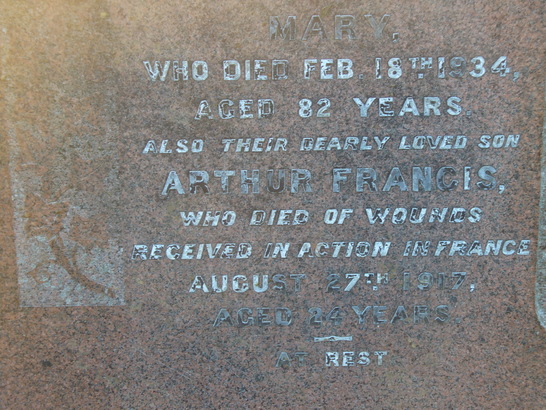 MARY,
WHO DIED FEB. 18TH 1934,
AGED 82 YEARS.
ALSO THEIR DEARLY LOVED SON
ARTHUR FRANCIS,
WHO DIED OF WOUNDS
RECEIVED IN ACTION IN FRANCE
AUGUST 27TH 1917,
AGED 24 YEARS.
AT REST